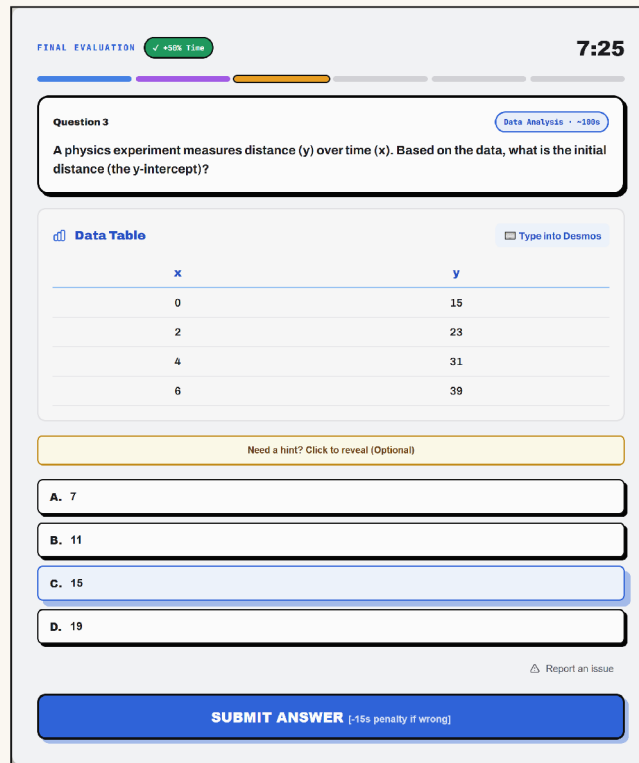 FINAL EVALUATION ✓ +50% Time 7:25
Question 3 Data Analysis · ~100s
A physics experiment measures distance (y) over time (x). Based on the data, what is the initial
distance (the y-intercept)?
Data Table Type into Desmos
x y
0 15
2 23
4 31
6 39
Need a hint? Click to reveal (Optional)
A. 7
B. 11
C. 15
D. 19
Report an issue
SUBMIT ANSWER [-15s penalty if wrong]